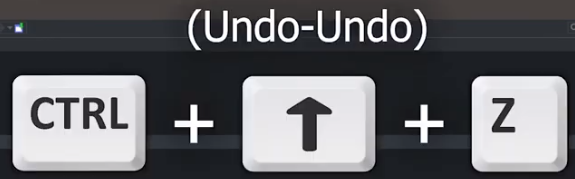 (Undo-Undo)
CTRL + ↑ + Z